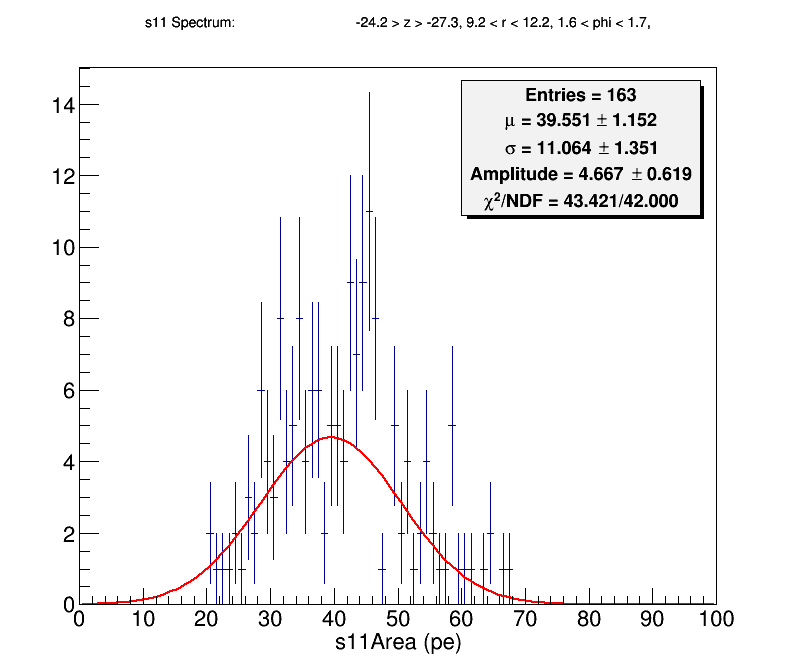 s11 Spectrum: -24.2 > z > -27.3, 9.2 < r < 12.2, 1.6 < phi < 1.7,
Entries = 163
μ = 39.551 ± 1.152
σ = 11.064 ± 1.351
Amplitude = 4.667 ± 0.619
χ²/NDF = 43.421/42.000
14
12
10
8
6
4
2
0
0 10 20 30 40 50 60 70 80 90 100
s11Area (pe)